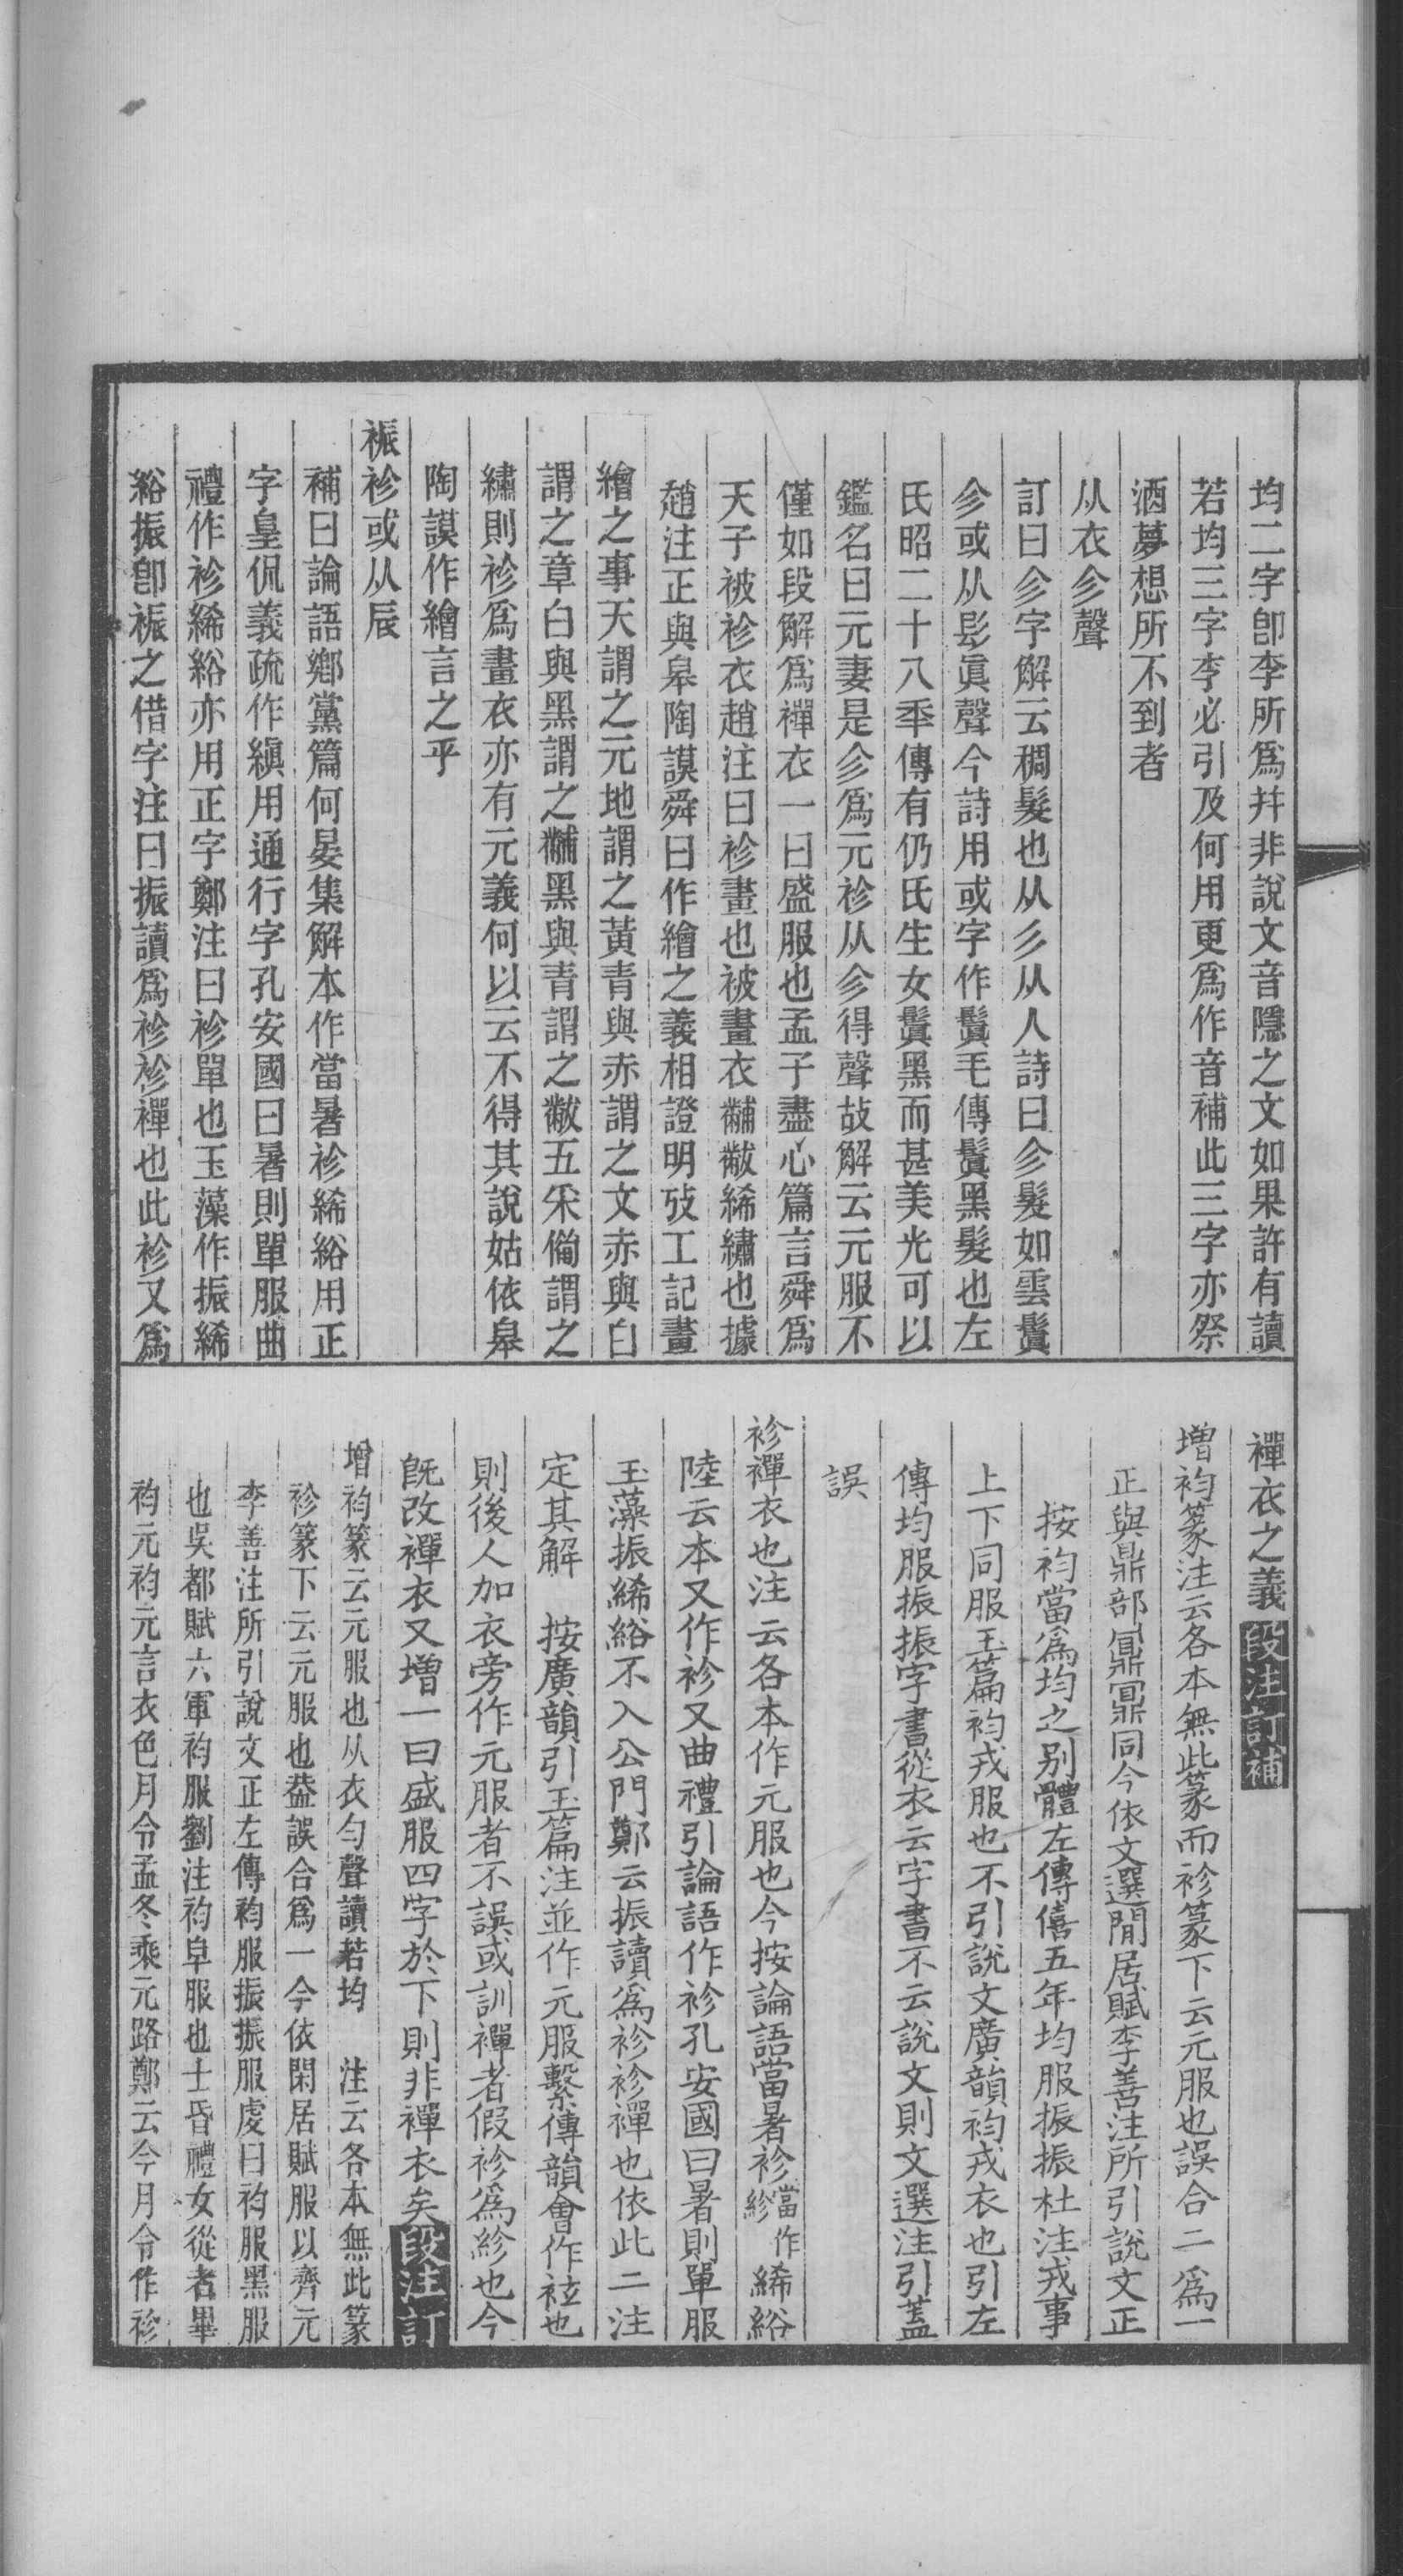 均二字卽李所爲幷非說文音隱之文如果許有讀
若均三字李必引及何用更爲作音補此三字亦祭
酒夢想所不到者
从衣㐱聲
訂曰㐱字解云稠髮也从彡从人詩曰㐱髮如雲鬒
㐱或从髟眞聲今詩用或字作鬒毛傳鬒黑髮也左
氏昭二十八秊傳有仍氏生女鬒黑而甚美光可以
鑑名曰元妻是㐱爲元袗从㐱得聲故解云元服不
僅如段解爲襌衣一曰盛服也孟子盡心篇言舜爲
天子被袗衣趙注曰袗畫也被畫衣黼黻絺繡也據
趙注正與皋陶謨舜曰作繪之義相證明攷工記畫
繪之事天謂之元地謂之黃青與赤謂之文赤與白
謂之章白與黑謂之黼黑與青謂之黻五采僃謂之
繡則袗爲畫衣亦有元義何以云不得其說姑依皋
陶謨作繪言之乎
裖袗或从辰
補曰論語鄉黨篇何晏集解本作當暑袗絺綌用正
字皇侃義疏作縝用通行字孔安國曰暑則單服曲
禮作袗絺綌亦用正字鄭注曰袗單也玉藻作振絺
綌振卽裖之借字注曰振讀爲袗袗襌也此袗又爲
襌衣之義段注訂補
增袀篆注云各本無此篆而袗篆下云元服也誤合二爲一
正與鼎部鼏鼎冪同今依文選閒居賦李善注所引說文正
按袀當爲均之别體左傳僖五年均服振振杜注戎事
上下同服玉篇袀戎服也不引說文廣韻袀戎衣也引左
傳均服振振字書從衣云字書不云說文則文選注引蓋
誤
袗襌衣也注云各本作元服也今按論語當暑袗當作紾絺綌
陸云本又作袗又曲禮引論語作袗孔安國曰暑則單服
玉藻振絺綌不入公門鄭云振讀爲袗袗襌也依此二注
定其解　按廣韻引玉篇注並作元服繫傳韻會作袨也
則後人加衣旁作元服者不誤或訓襌者假袗爲紾也今
旣改襌衣又增一曰盛服四字於下則非襌衣矣段注訂
增袀篆云元服也从衣勻聲讀若均　注云各本無此篆
袗篆下云元服也葢誤合爲一今依閑居賦服以齊元
李善注所引說文正左傳袀服振振服虔曰袀服黑服
也吳都賦六軍袀服劉注袀皁服也士昏禮女從者畢
袀元袀元言衣色月令孟冬乘元路鄭云今月令作袗